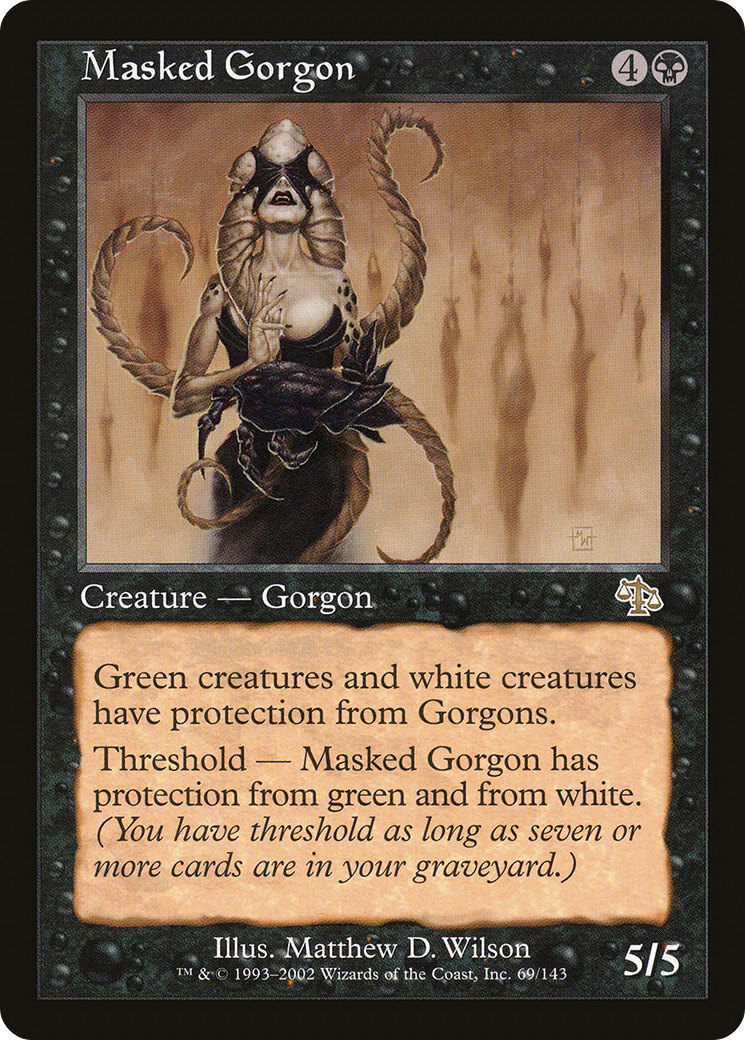 Masked Gorgon 4
MW
Creature — Gorgon
Green creatures and white creatures
have protection from Gorgons.
Threshold — Masked Gorgon has
protection from green and from white.
(You have threshold as long as seven or
more cards are in your graveyard.)
Illus. Matthew D. Wilson
™ & © 1993–2002 Wizards of the Coast, Inc. 69/143
5/5